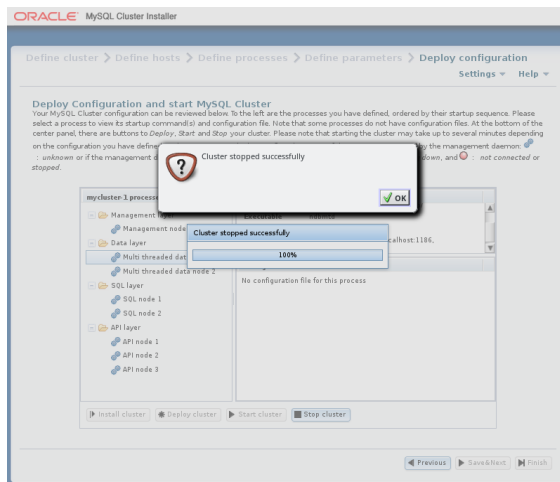 ORACLE® MySQL Cluster Installer
Define cluster > Define hosts > Define processes > Define parameters > Deploy configuration
Settings Help
Deploy Configuration and start MySQL Cluster
Your MySQL Cluster configuration can be reviewed below. To the left are the processes you have defined, ordered by their startup sequence. Please
select a process to view its startup command(s) and configuration file. Note that some processes do not have configuration files. At the bottom of the
center panel, there are buttons to Deploy, Start and Stop your cluster. Please note that starting the cluster may take up to several minutes depending
on the configuration you have define by the management daemon:
: unknown or if the management d down, and : not connected or
stopped.
Cluster stopped successfully
OK
mycluster-1 process
Management layer
Management node
Data layer
Multi threaded dat
Multi threaded data node 2
SQL layer
SQL node 1
SQL node 2
API layer
API node 1
API node 2
API node 3
Executable ndbmtd
calhost:1186,
Cluster stopped successfully
100%
No configuration file for this process
Install cluster Deploy cluster Start cluster Stop cluster
Previous Save&Next Finish